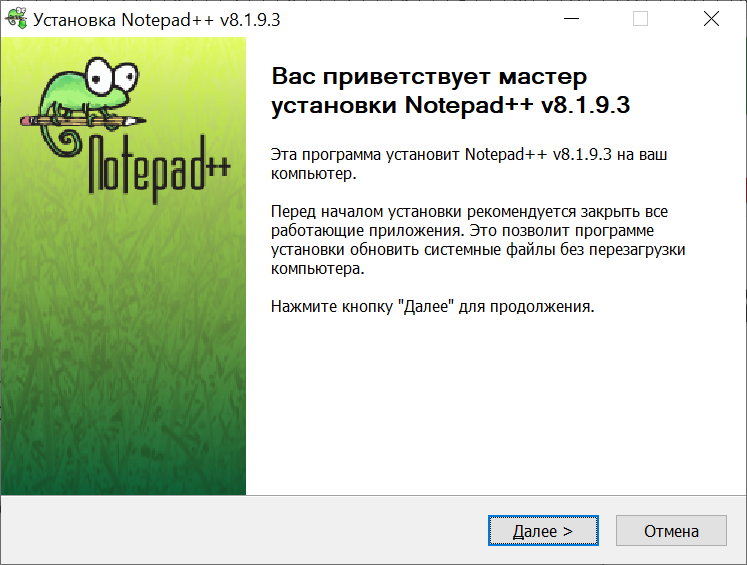 Установка Notepad++ v8.1.9.3
Notepad++
Вас приветствует мастер
установки Notepad++ v8.1.9.3
Эта программа установит Notepad++ v8.1.9.3 на ваш
компьютер.
Перед началом установки рекомендуется закрыть все
работающие приложения. Это позволит программе
установки обновить системные файлы без перезагрузки
компьютера.
Нажмите кнопку "Далее" для продолжения.
Далее >
Отмена